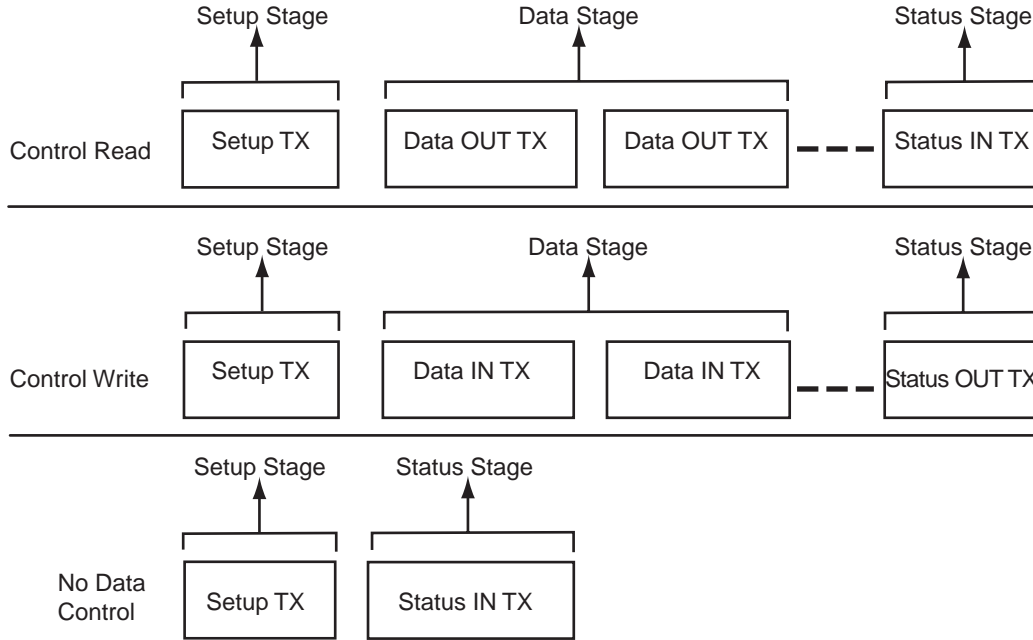 Setup Stage Data Stage Status Stage
Control Read Setup TX Data OUT TX Data OUT TX Status IN TX
Setup Stage Data Stage Status Stage
Control Write Setup TX Data IN TX Data IN TX Status OUT TX
Setup Stage Status Stage
No Data
Control Setup TX Status IN TX